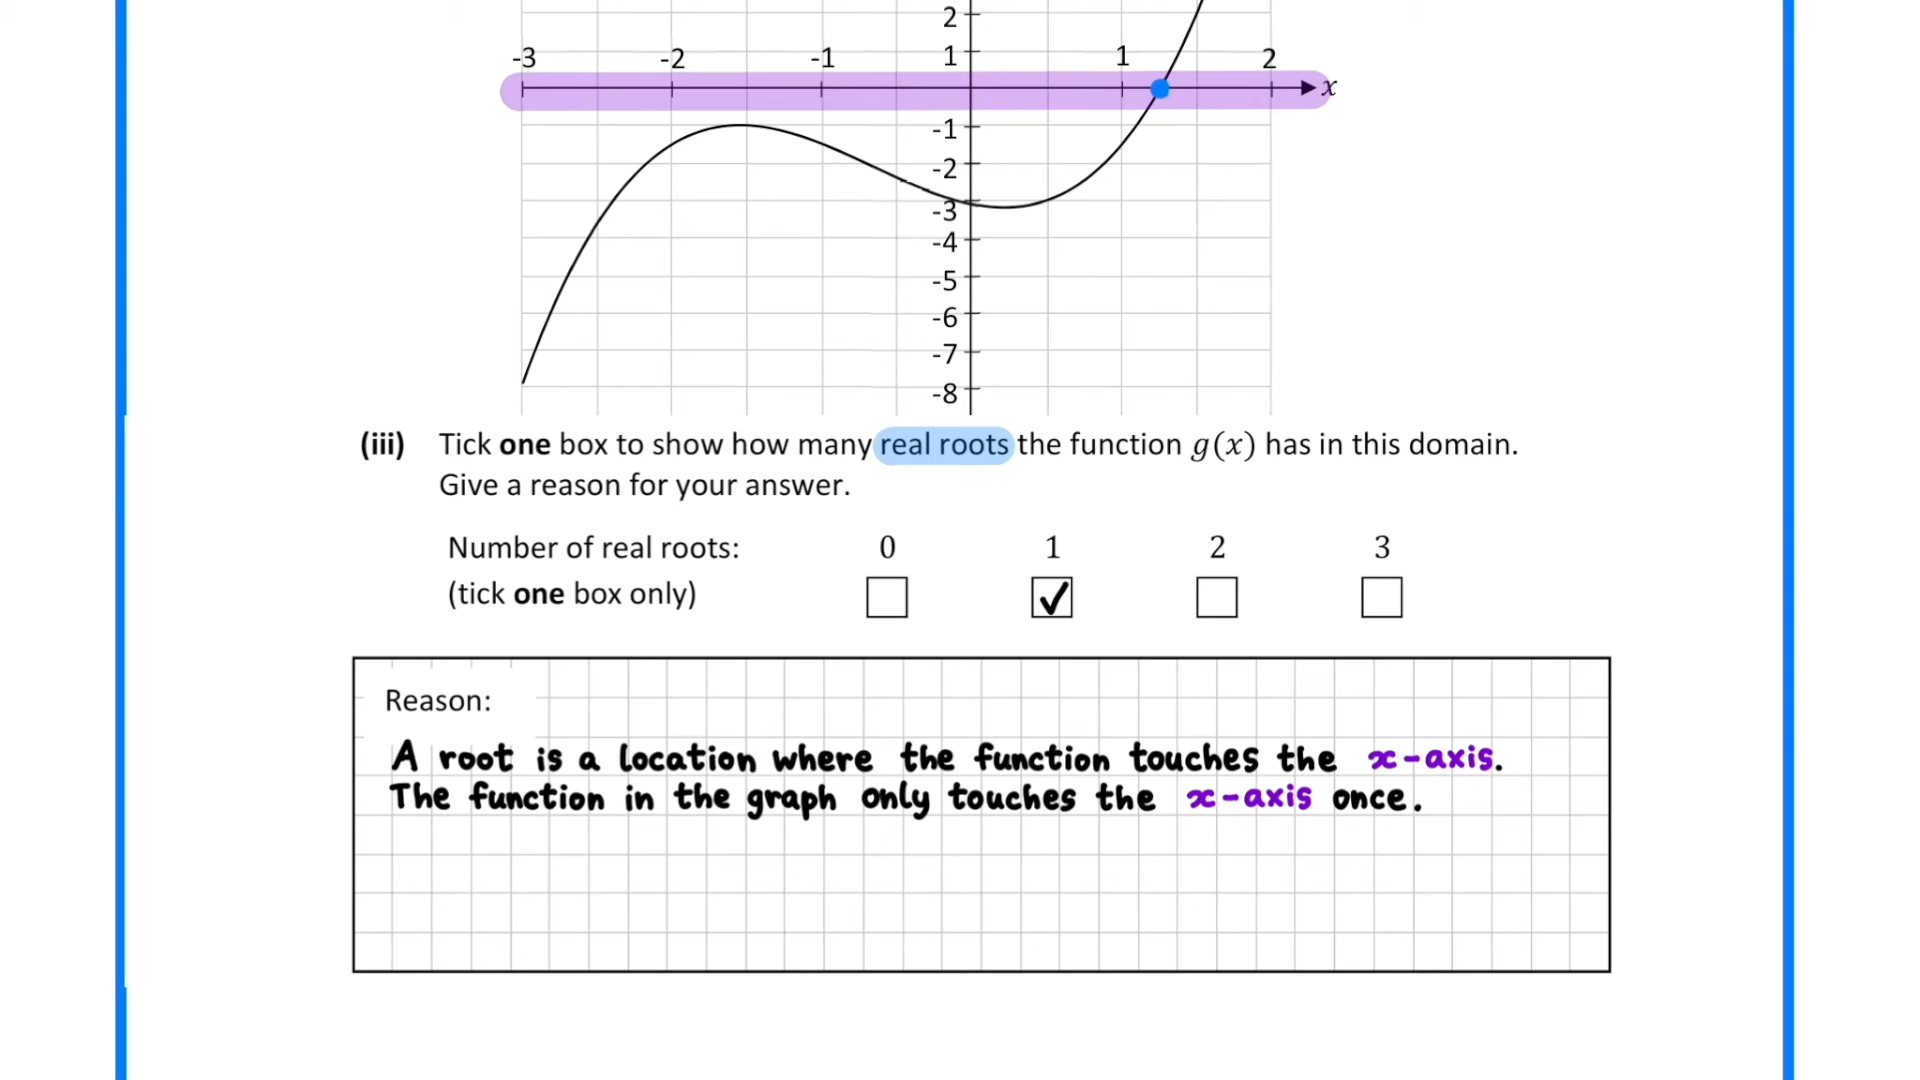 2
-3 -2 -1 1 1 2
x
-1
-2
-3
-4
-5
-6
-7
-8
(iii) Tick one box to show how many real roots the function g(x) has in this domain.
Give a reason for your answer.
Number of real roots: 0 1 2 3
(tick one box only) ✓
Reason:
A root is a location where the function touches the x-axis.
The function in the graph only touches the x-axis once.